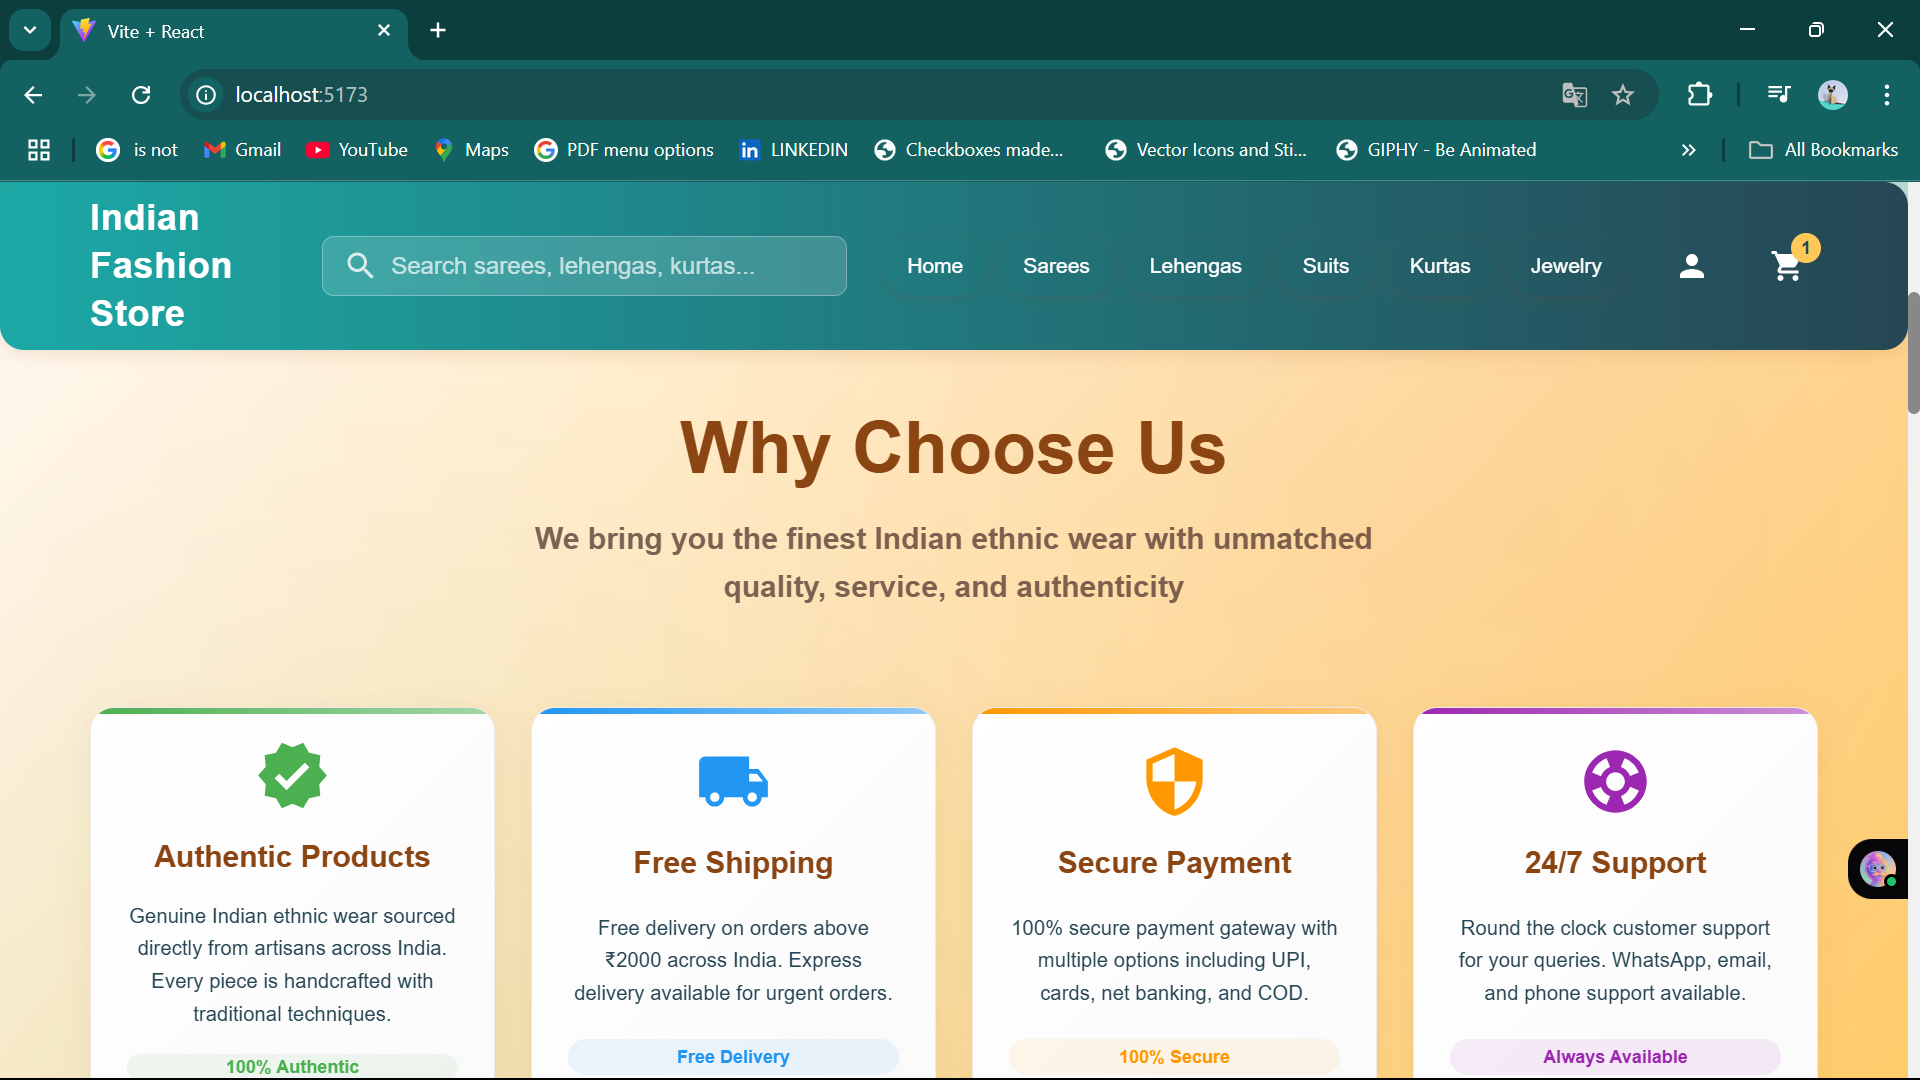 Vite + React
localhost:5173
is not
Gmail
YouTube
Maps
PDF menu options
LINKEDIN
Checkboxes made...
Vector Icons and Sti...
GIPHY - Be Animated
All Bookmarks
Indian
Fashion
Store
Search sarees, lehengas, kurtas...
Home
Sarees
Lehengas
Suits
Kurtas
Jewelry
1
Why Choose Us
We bring you the finest Indian ethnic wear with unmatched
quality, service, and authenticity
Authentic Products
Genuine Indian ethnic wear sourced
directly from artisans across India.
Every piece is handcrafted with
traditional techniques.
100% Authentic
Free Shipping
Free delivery on orders above
₹2000 across India. Express
delivery available for urgent orders.
Free Delivery
Secure Payment
100% secure payment gateway with
multiple options including UPI,
cards, net banking, and COD.
100% Secure
24/7 Support
Round the clock customer support
for your queries. WhatsApp, email,
and phone support available.
Always Available